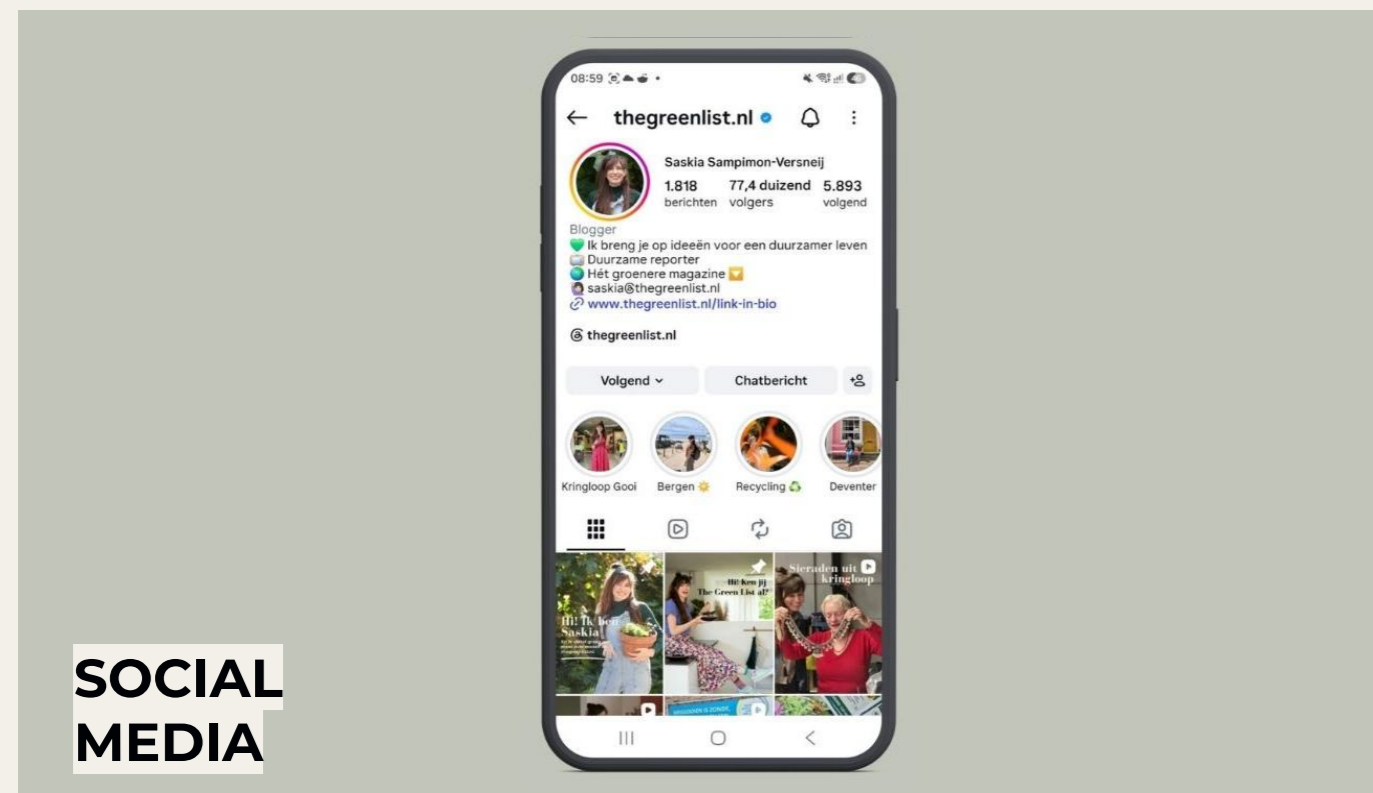 08:59
thegreenlist.nl
Saskia Sampimon-Versneij
1.818 77,4 duizend 5.893
berichten volgers volgend
Blogger
💚 Ik breng je op ideeën voor een duurzamer leven
Duurzame reporter
Hét groenere magazine
saskia@thegreenlist.nl
www.thegreenlist.nl/link-in-bio
thegreenlist.nl
Volgend Chatbericht
Kringloop Gooi Bergen Recycling Deventer
Hi! Ik ben
Saskia
Hi! Ken jij
The Green List al?
Sieraden uit
kringloop
SOCIAL
MEDIA